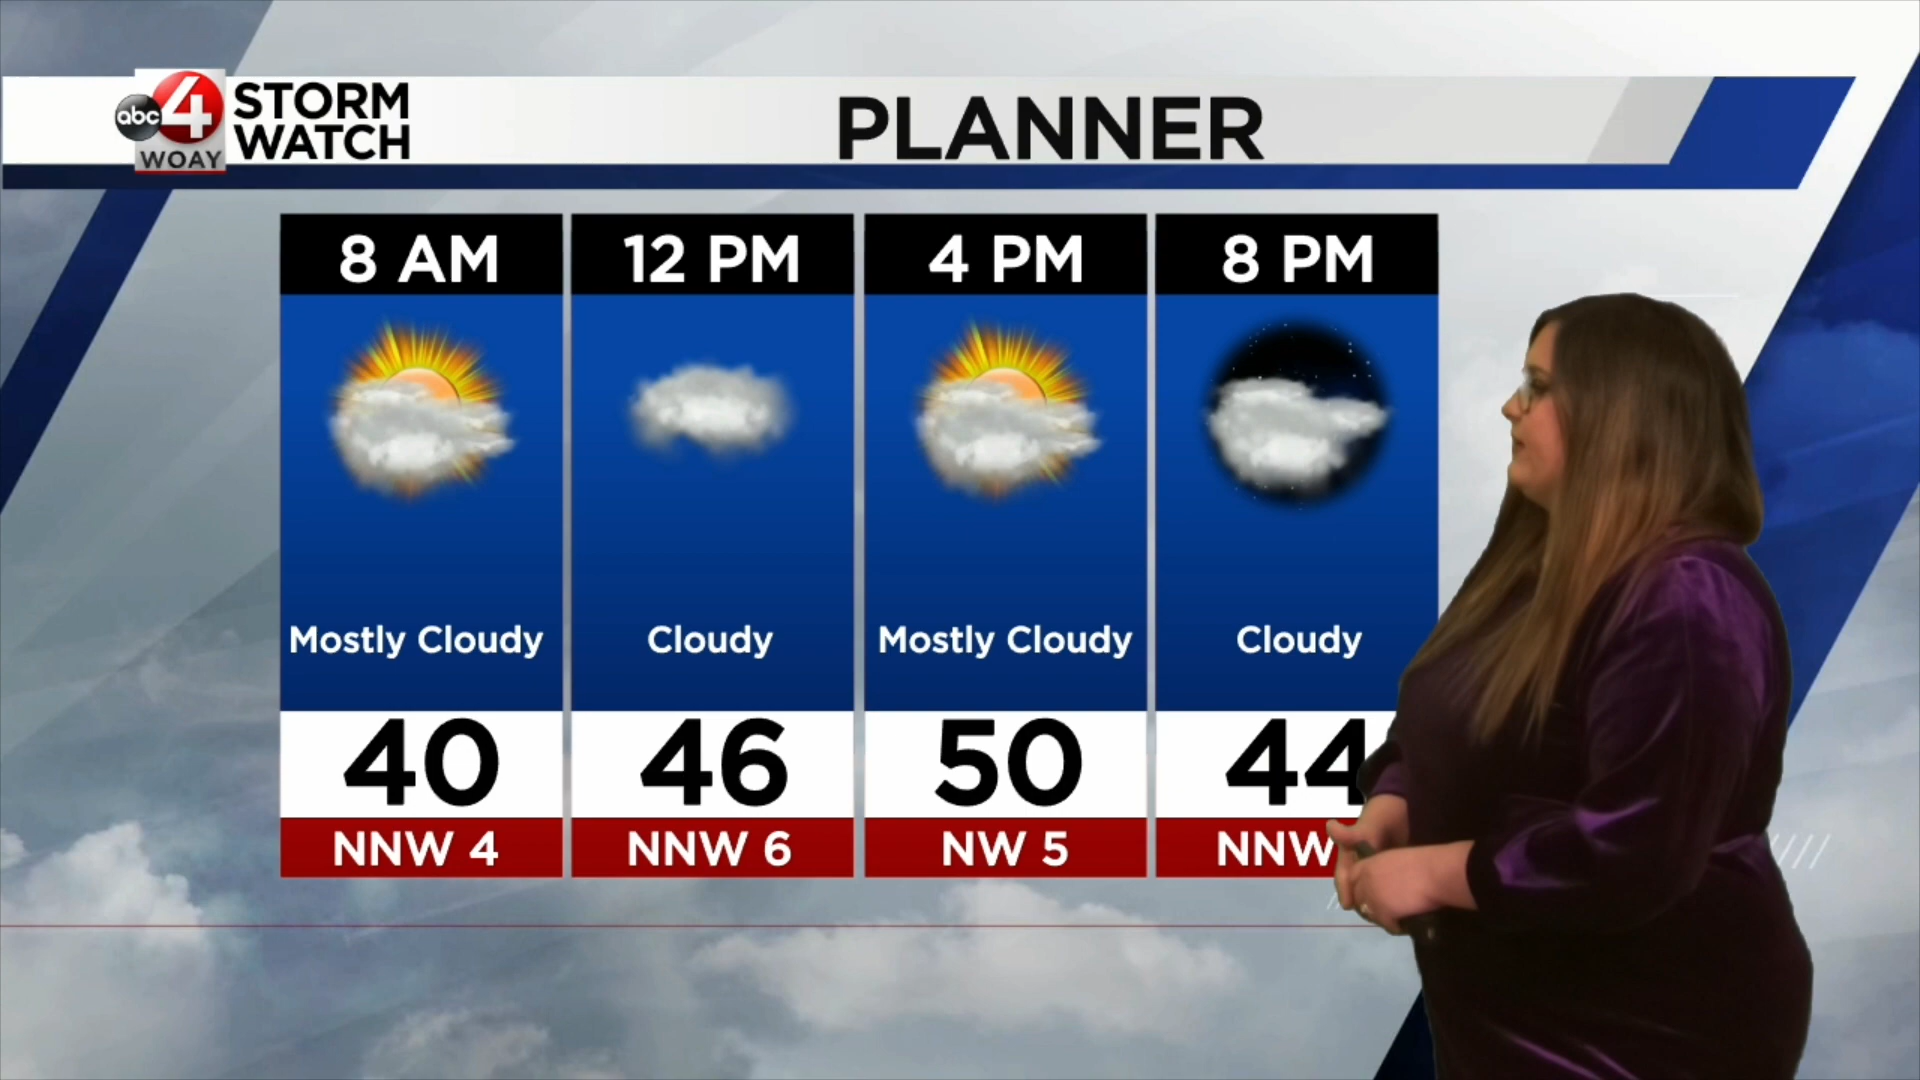 abc 4
WOAY
STORM
WATCH
PLANNER
8 AM
12 PM
4 PM
8 PM
Mostly Cloudy
Cloudy
Mostly Cloudy
Cloudy
40
46
50
44
NNW 4
NNW 6
NW 5
NNW